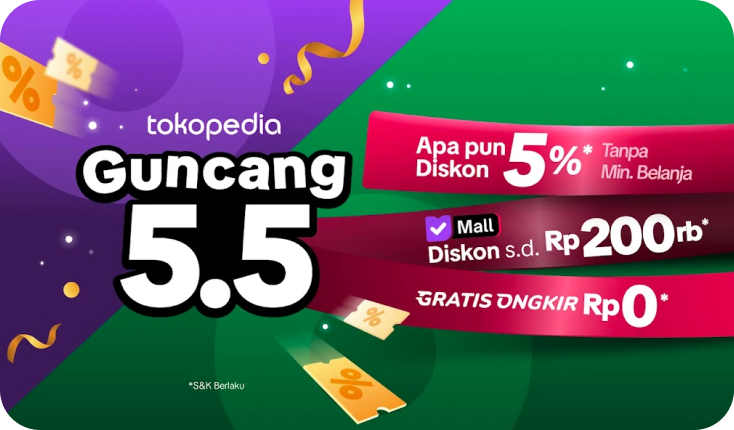 tokopedia
Guncang
5.5
Apa pun
Diskon 5%*
Tanpa
Min. Belanja
Mall
Diskon s.d. Rp200rb*
GRATIS ONGKIR Rp0*
*S&K Berlaku
%
%
%
%